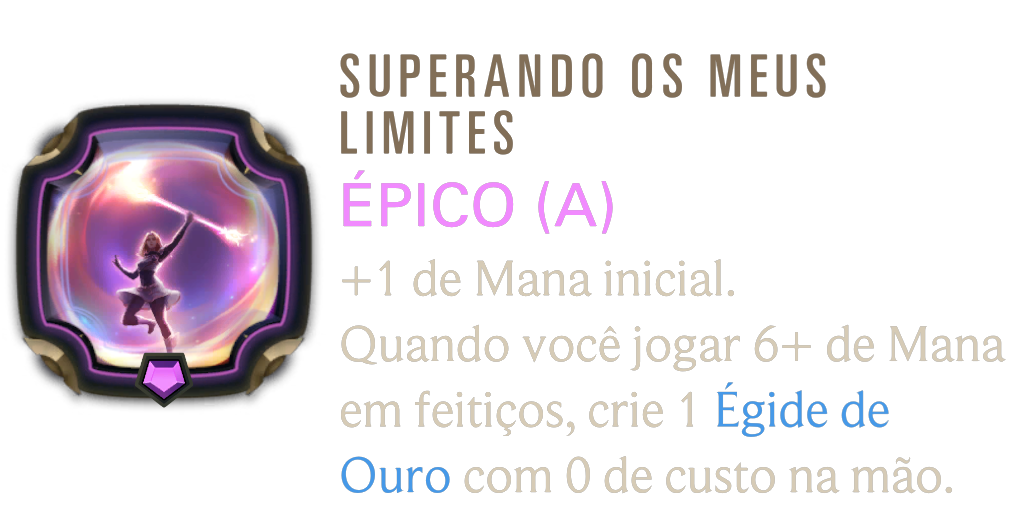 SUPERANDO OS MEUS
LIMITES
ÉPICO (A)
+1 de Mana inicial.
Quando você jogar 6+ de Mana
em feitiços, crie 1 Égide de
Ouro com 0 de custo na mão.